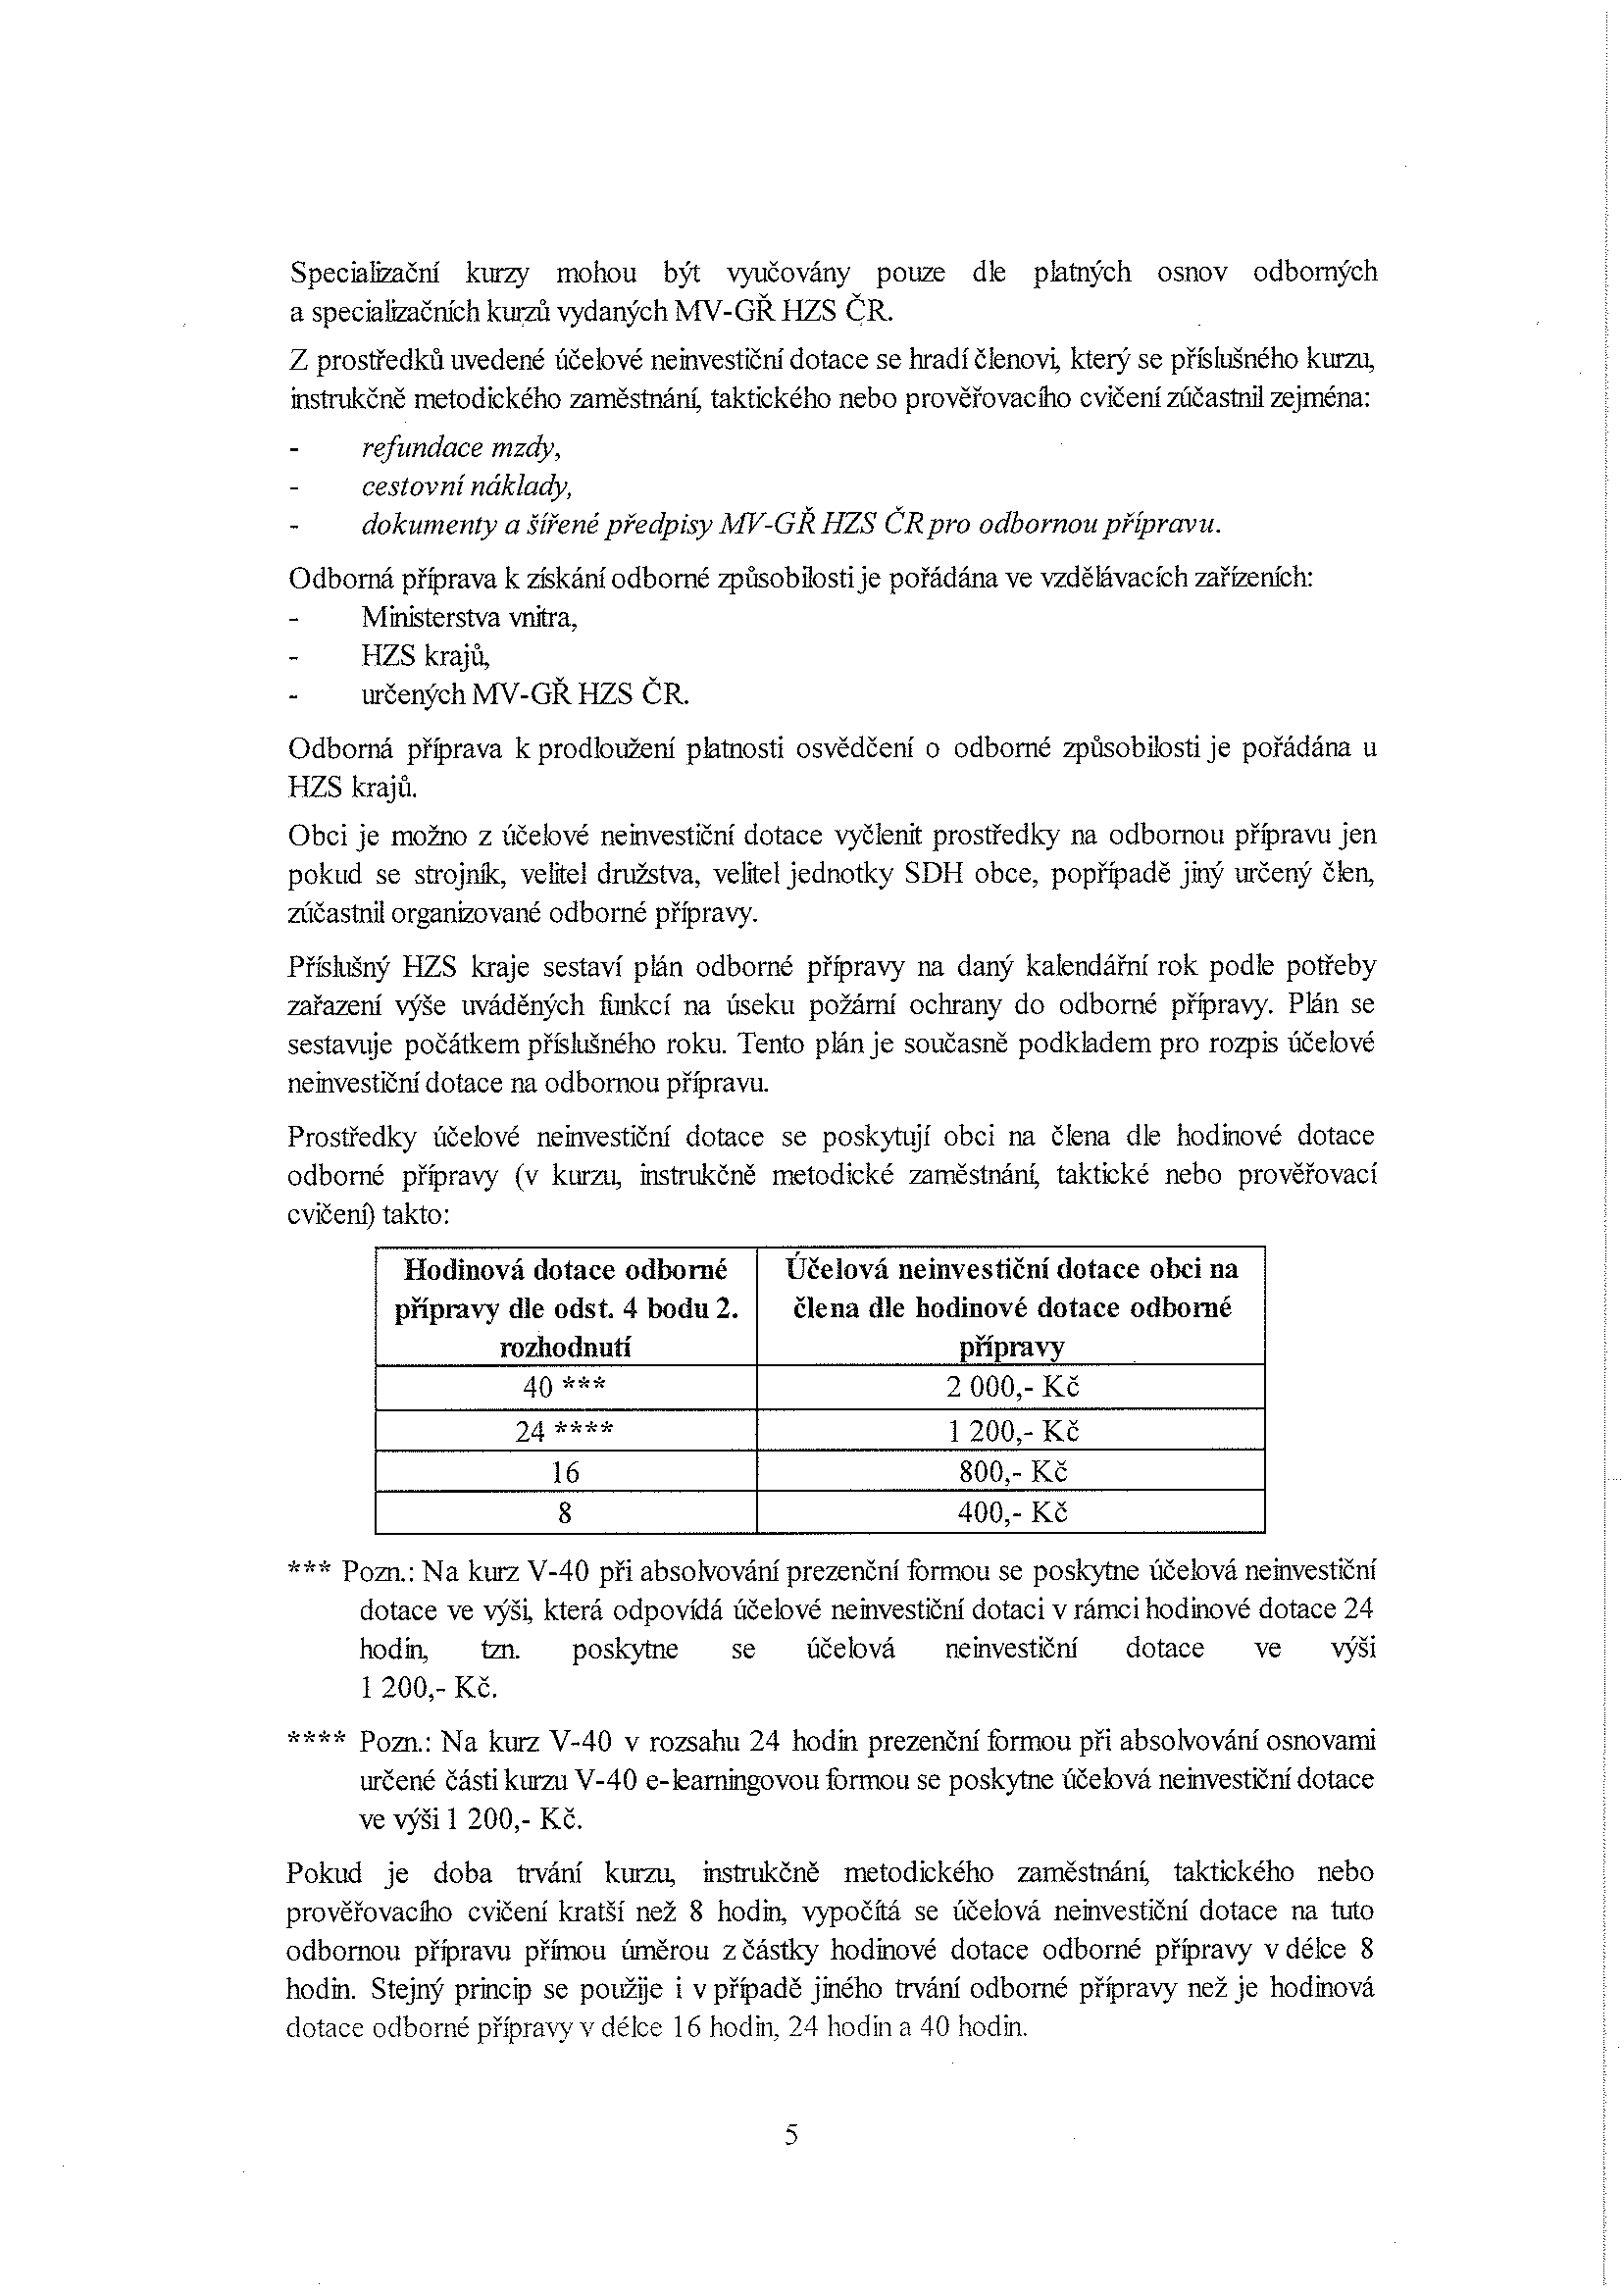 Specializační kurzy mohou být vyučovány pouze dle platných osnov odborných
a specializačních kurzů vydaných MV-GŘ HZS ČR.
Z prostředků uvedené účelové neinvestiční dotace se hradí členovi, který se příslušného kurzu,
instrukčně metodického zaměstnání, taktického nebo prověřovacího cvičení zúčastnil zejména:
- refundace mzdy,
- cestovní náklady,
- dokumenty a šířené předpisy MV-GŘ HZS ČR pro odbornou přípravu.
Odborná příprava k získání odborné způsobilosti je pořádána ve vzdělávacích zařízeních:
- Ministerstva vnitra,
- HZS krajů,
- určených MV-GŘ HZS ČR.
Odborná příprava k prodloužení platnosti osvědčení o odborné způsobilosti je pořádána u
HZS krajů.
Obci je možno z účelové neinvestiční dotace vyčlenit prostředky na odbornou přípravu jen
pokud se strojník, velitel družstva, velitel jednotky SDH obce, popřípadě jiný určený člen,
zúčastnil organizované odborné přípravy.
Příslušný HZS kraje sestaví plán odborné přípravy na daný kalendářní rok podle potřeby
zařazení výše uváděných funkcí na úseku požární ochrany do odborné přípravy. Plán se
sestavuje počátkem příslušného roku. Tento plán je současně podkladem pro rozpis účelové
neinvestiční dotace na odbornou přípravu.
Prostředky účelové neinvestiční dotace se poskytují obci na člena dle hodinové dotace
odborné přípravy (v kurzu, instrukčně metodické zaměstnání, taktické nebo prověřovací
cvičení) takto:
Hodinová dotace odborné
přípravy dle odst. 4 bodu 2.
rozhodnutí
Účelová neinvestiční dotace obci na
člena dle hodinové dotace odborné
přípravy
40 *** 2 000,- Kč
24 **** 1 200,- Kč
16 800,- Kč
8 400,- Kč
*** Pozn.: Na kurz V-40 při absolvování prezenční formou se poskytne účelová neinvestiční
dotace ve výši, která odpovídá účelové neinvestiční dotaci v rámci hodinové dotace 24
hodin, tzn. poskytne se účelová neinvestiční dotace ve výši
1 200,- Kč.
**** Pozn.: Na kurz V-40 v rozsahu 24 hodin prezenční formou při absolvování osnovami
určené části kurzu V-40 e-learningovou formou se poskytne účelová neinvestiční dotace
ve výši 1 200,- Kč.
Pokud je doba trvání kurzu, instrukčně metodického zaměstnání, taktického nebo
prověřovacího cvičení kratší než 8 hodin, vypočítá se účelová neinvestiční dotace na tuto
odbornou přípravu přímou úměrou z částky hodinové dotace odborné přípravy v délce 8
hodin. Stejný princip se použije i v případě jiného trvání odborné přípravy než je hodinová
dotace odborné přípravy v délce 16 hodin, 24 hodin a 40 hodin.
5